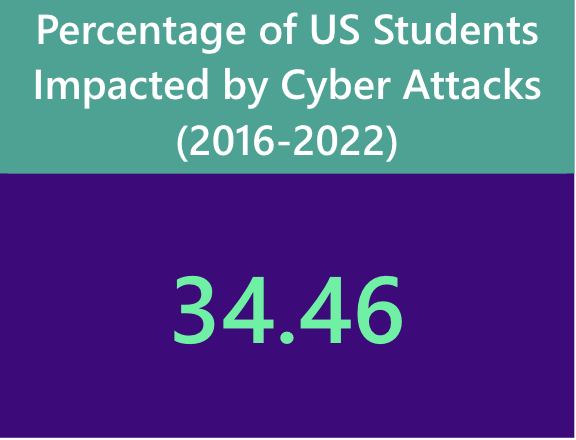 Percentage of US Students
Impacted by Cyber Attacks
(2016-2022)
34.46